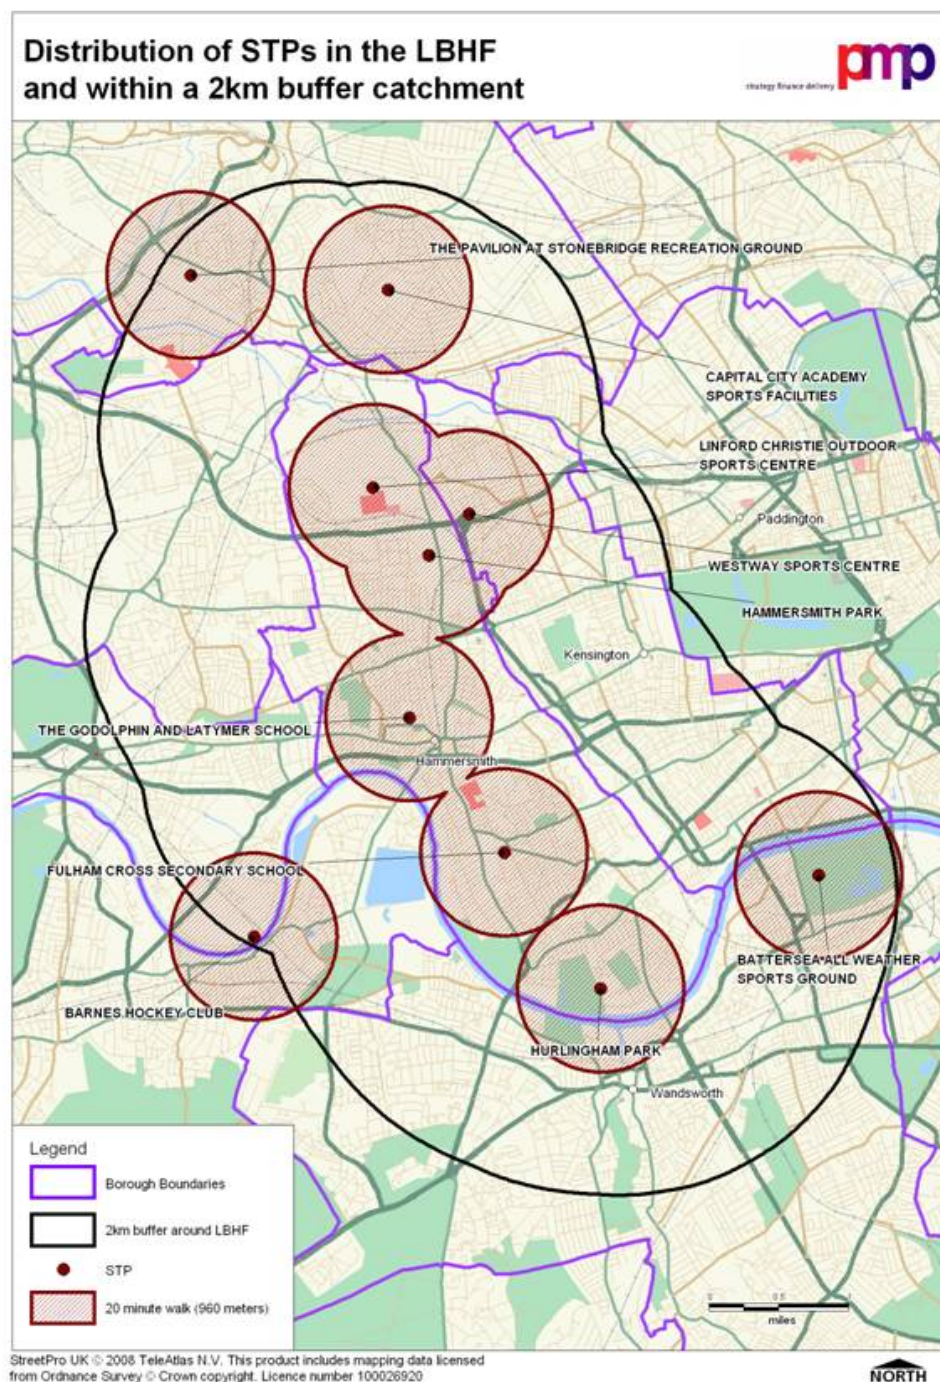 Distribution of STPs in the LBHF
and within a 2km buffer catchment
pmp
strategy finance delivery
THE PAVILION AT STONEBRIDGE RECREATION GROUND
CAPITAL CITY ACADEMY
SPORTS FACILITIES
LINFORD CHRISTIE OUTDOOR
SPORTS CENTRE
Paddington
WESTWAY SPORTS CENTRE
HAMMERSMITH PARK
Kensington
THE GODOLPHIN AND LATYMER SCHOOL
Hammersmith
FULHAM CROSS SECONDARY SCHOOL
BATTERSEA ALL WEATHER
SPORTS GROUND
BARNES HOCKEY CLUB
HURLINGHAM PARK
Wandsworth
Legend
Borough Boundaries
2km buffer around LBHF
STP
20 minute walk (960 meters)
0 0.5 1
miles
StreetPro UK © 2008 TeleAtlas N.V. This product includes mapping data licensed
from Ordnance Survey © Crown copyright. Licence number 100026920
NORTH